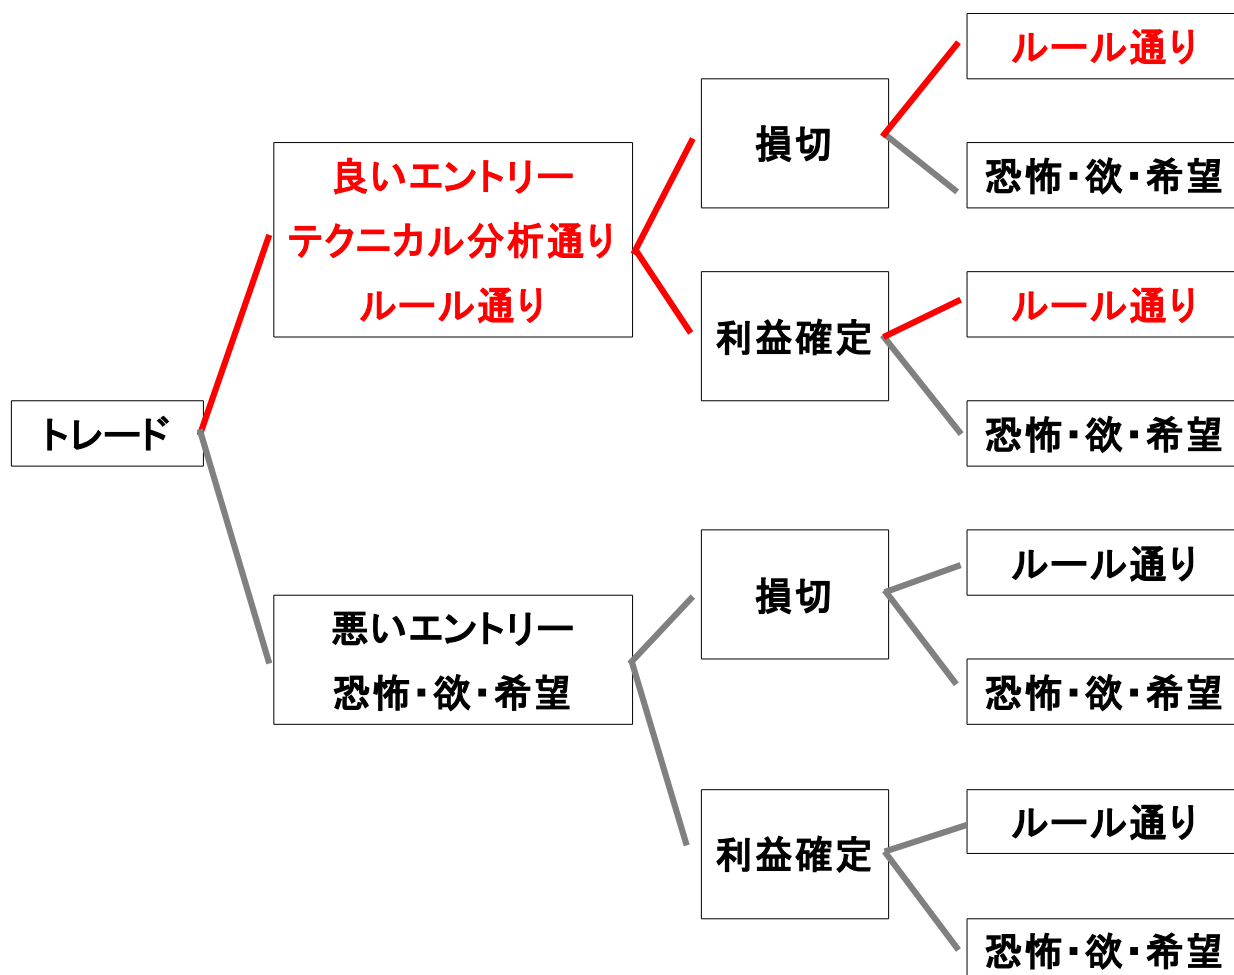 トレード
良いエントリー
テクニカル分析通り
ルール通り
損切
ルール通り
恐怖・欲・希望
利益確定
ルール通り
恐怖・欲・希望
悪いエントリー
恐怖・欲・希望
損切
ルール通り
恐怖・欲・希望
利益確定
ルール通り
恐怖・欲・希望